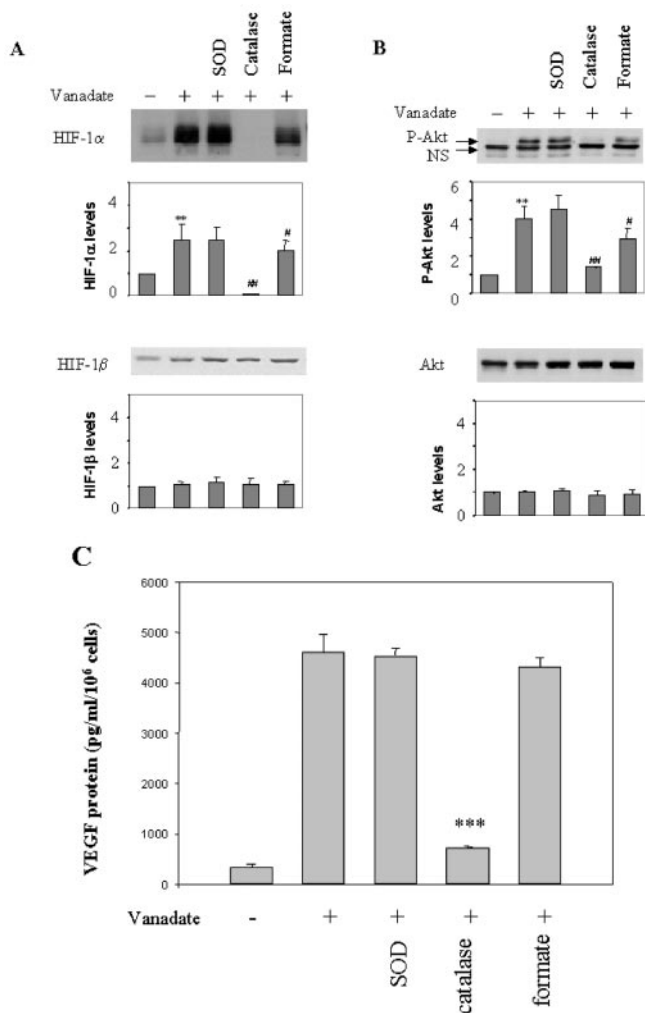 A
SOD
Catalase
Formate
Vanadate − + + + +
HIF-1α
HIF-1α levels
4
2
0
**
##
#
HIF-1β
HIF-1β levels
4
2
0
B
SOD
Catalase
Formate
Vanadate − + + + +
P-Akt
NS
P-Akt levels
6
4
2
0
**
##
#
Akt
Akt levels
4
2
0
C
VEGF protein (pg/ml/10⁶ cells)
6000
5000
4000
3000
2000
1000
0
***
Vanadate - + + + +
SOD
catalase
formate